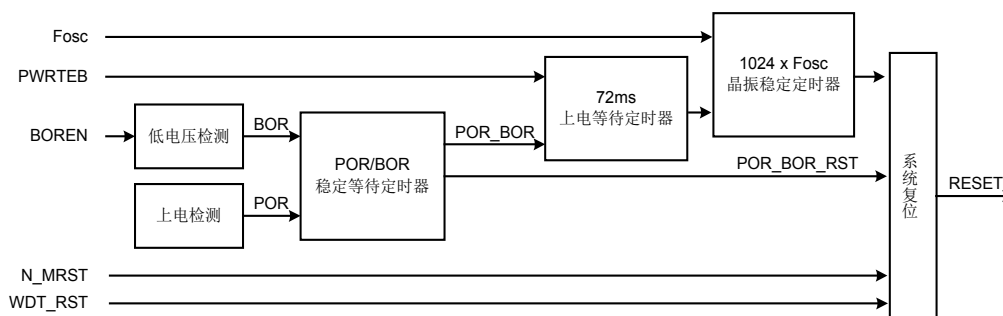 Fosc
PWRTEB
BOREN
低电压检测
BOR
上电检测
POR
POR/BOR
稳定等待定时器
POR_BOR
72ms
上电等待定时器
1024 x Fosc
晶振稳定定时器
POR_BOR_RST
系统复位
RESET
N_MRST
WDT_RST